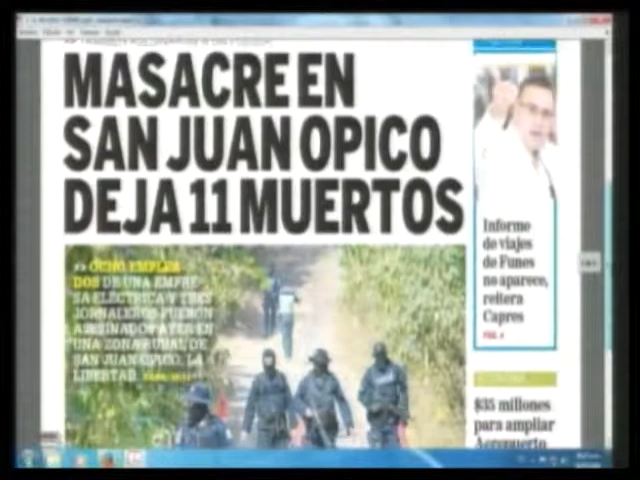 MASACRE EN
SAN JUAN OPICO
DEJA 11 MUERTOS
OCHO EMPLEA
DOS DE UNA EMPRE
SA ELÉCTRICA Y TRES
JORNALEROS FUERON
ASESINADOS AYER EN
UNA ZONA RURAL DE
SAN JUAN OPICO, LA
LIBERTAD.
Informe
de viajes
de Funes
no aparece,
reitera
Capres
$35 millones
para ampliar
Aeropuerto